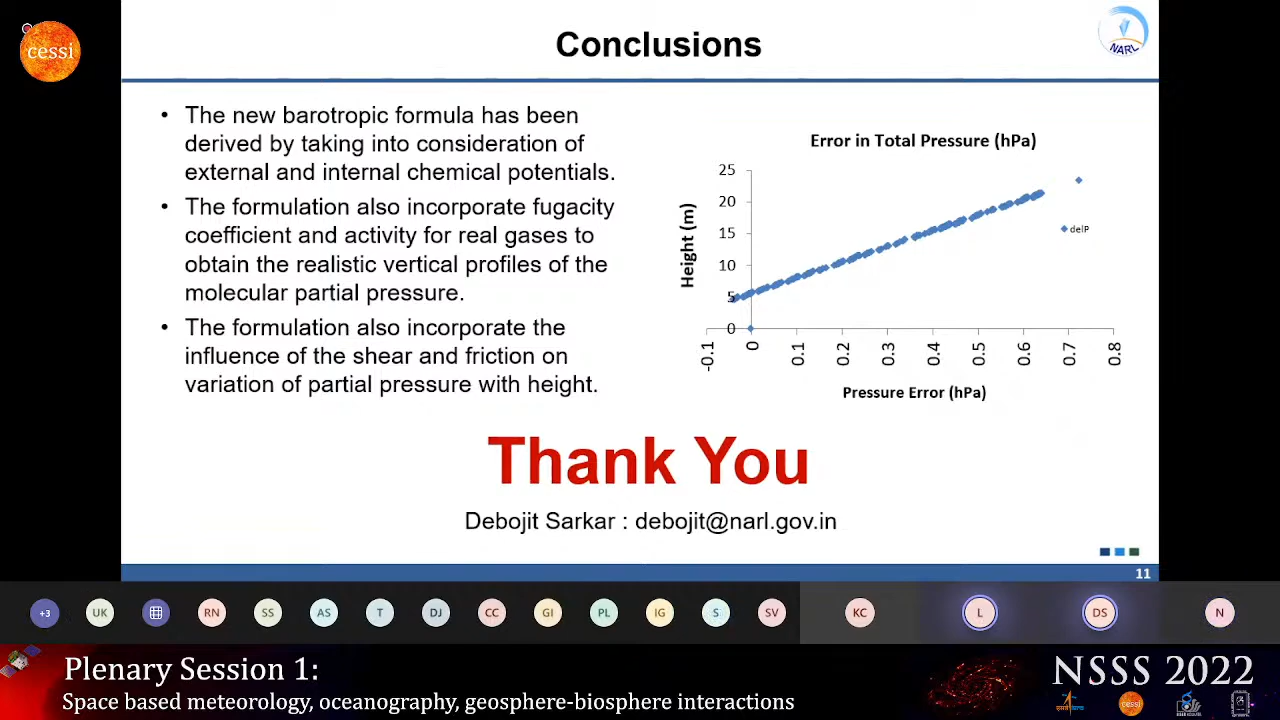 cessi
Conclusions
NARL
• The new barotropic formula has been
derived by taking into consideration of
external and internal chemical potentials.
• The formulation also incorporate fugacity
coefficient and activity for real gases to
obtain the realistic vertical profiles of the
molecular partial pressure.
• The formulation also incorporate the
influence of the shear and friction on
variation of partial pressure with height.
Error in Total Pressure (hPa)
Height (m)
25
20
15
10
5
0
-0.1 0 0.1 0.2 0.3 0.4 0.5 0.6 0.7 0.8
delP
Pressure Error (hPa)
Thank You
Debojit Sarkar : debojit@narl.gov.in
11
+3 UK RN SS AS T DJ CC GI PL IG S SV KC L DS N
Plenary Session 1:
Space based meteorology, oceanography, geosphere-biosphere interactions
NSSS 2022
cessi